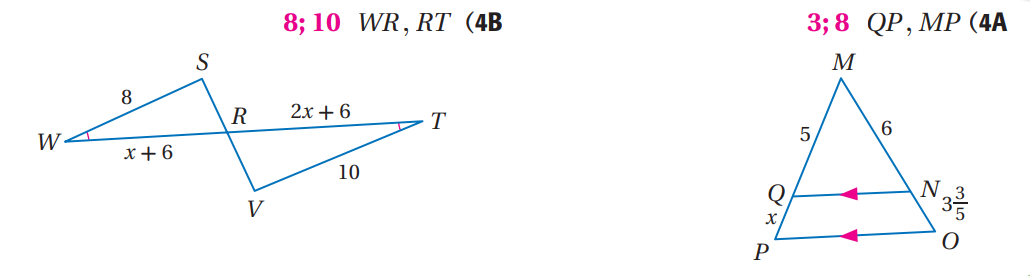 8; 10 WR, RT (4B
3; 8 QP, MP (4A
S
8
R
2x + 6
T
W
x + 6
10
V
M
5
6
Q
N
3 3/5
x
P
O